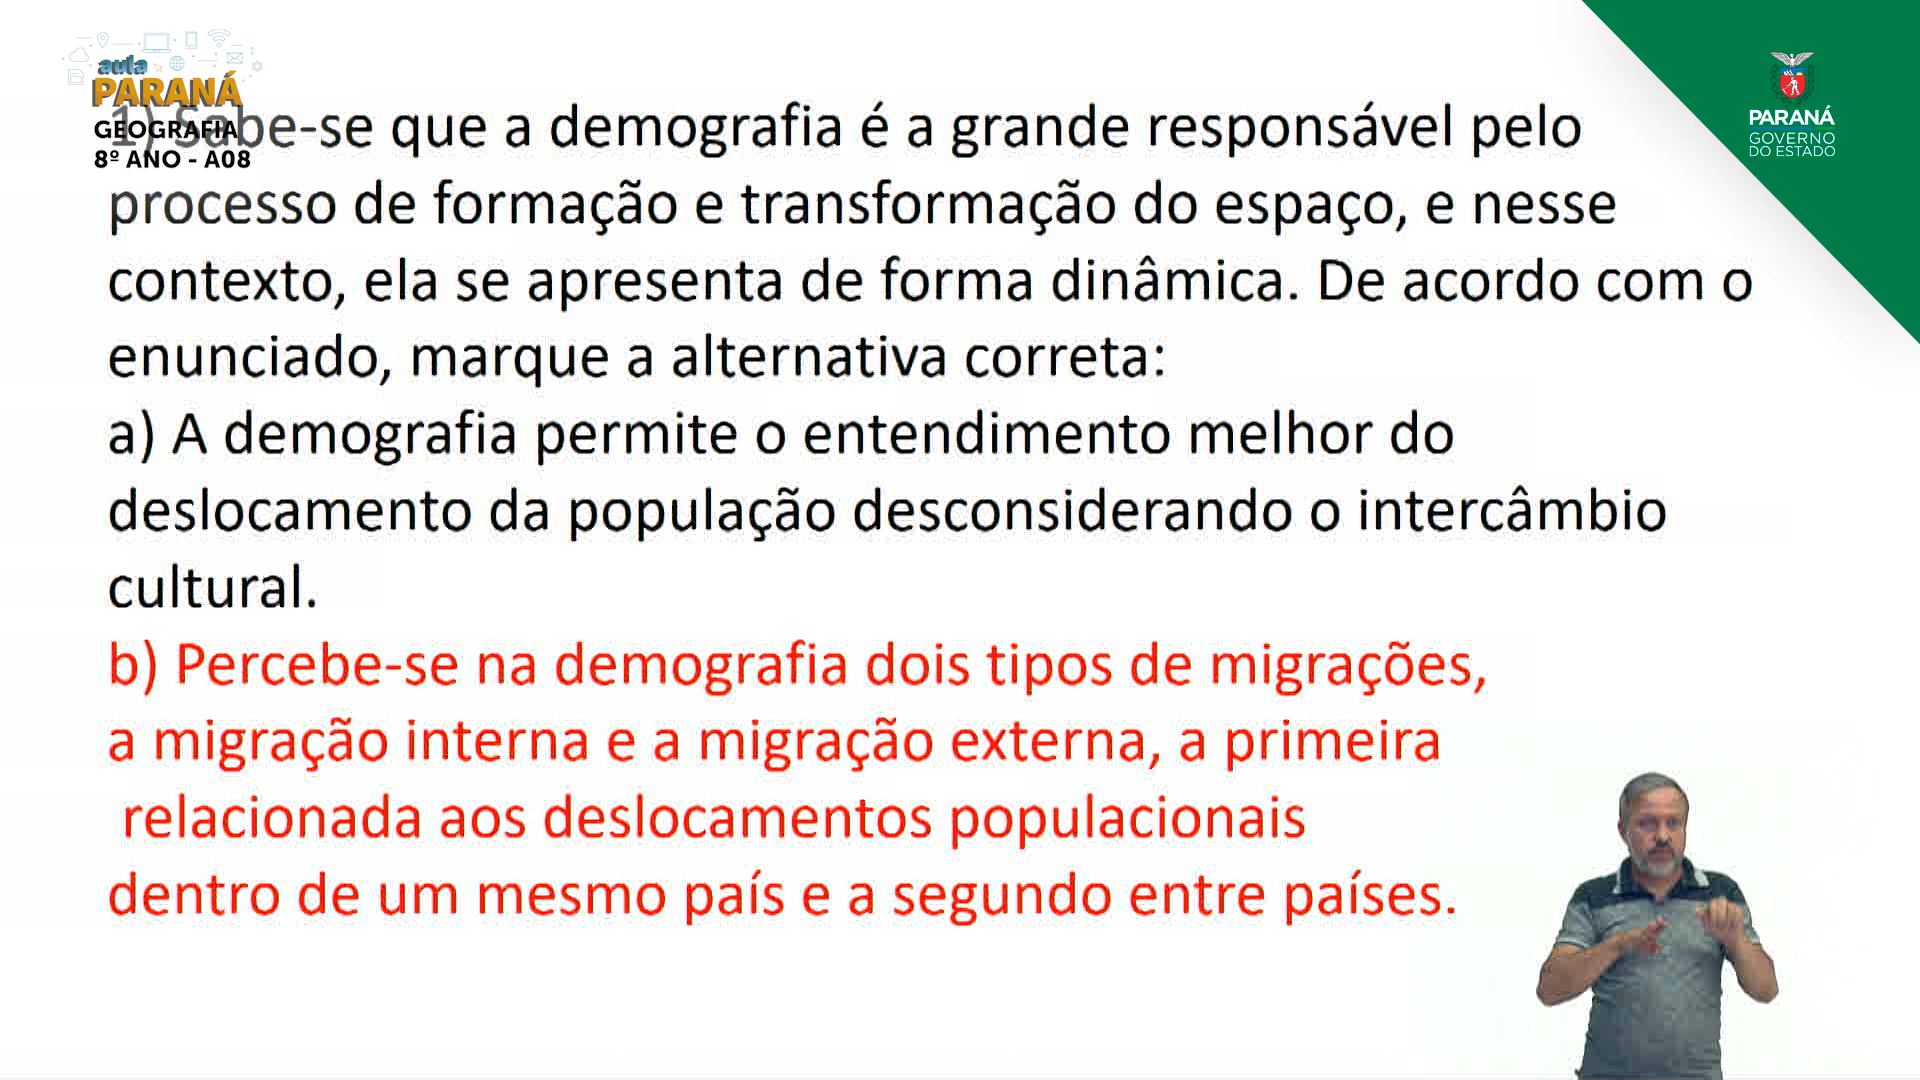 aula
PARANÁ
GEOGRAFIA
8º ANO - A08
PARANÁ
GOVERNO
DO ESTADO
1) Sabe-se que a demografia é a grande responsável pelo
processo de formação e transformação do espaço, e nesse
contexto, ela se apresenta de forma dinâmica. De acordo com o
enunciado, marque a alternativa correta:
a) A demografia permite o entendimento melhor do
deslocamento da população desconsiderando o intercâmbio
cultural.
b) Percebe-se na demografia dois tipos de migrações,
a migração interna e a migração externa, a primeira
relacionada aos deslocamentos populacionais
dentro de um mesmo país e a segundo entre países.